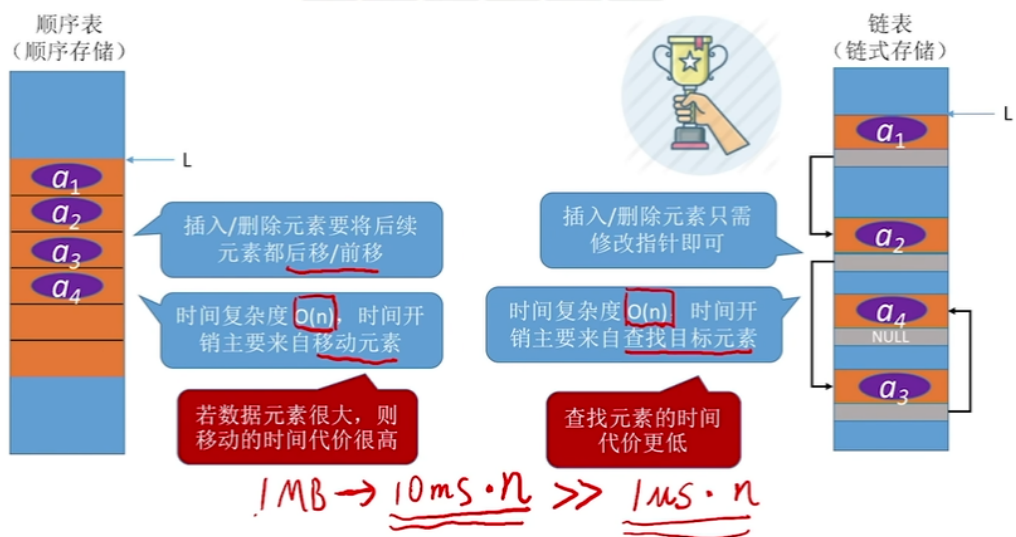 顺序表
（顺序存储）
L
a1
a2
a3
a4
插入/删除元素要将后续
元素都后移/前移
时间复杂度 O(n)，时间开
销主要来自移动元素
若数据元素很大，则
移动的时间代价很高
链表
（链式存储）
L
a1
a2
a4
NULL
a3
插入/删除元素只需
修改指针即可
时间复杂度 O(n)，时间开
销主要来自查找目标元素
查找元素的时间
代价更低
1MB→10ms·n >> 1us·n